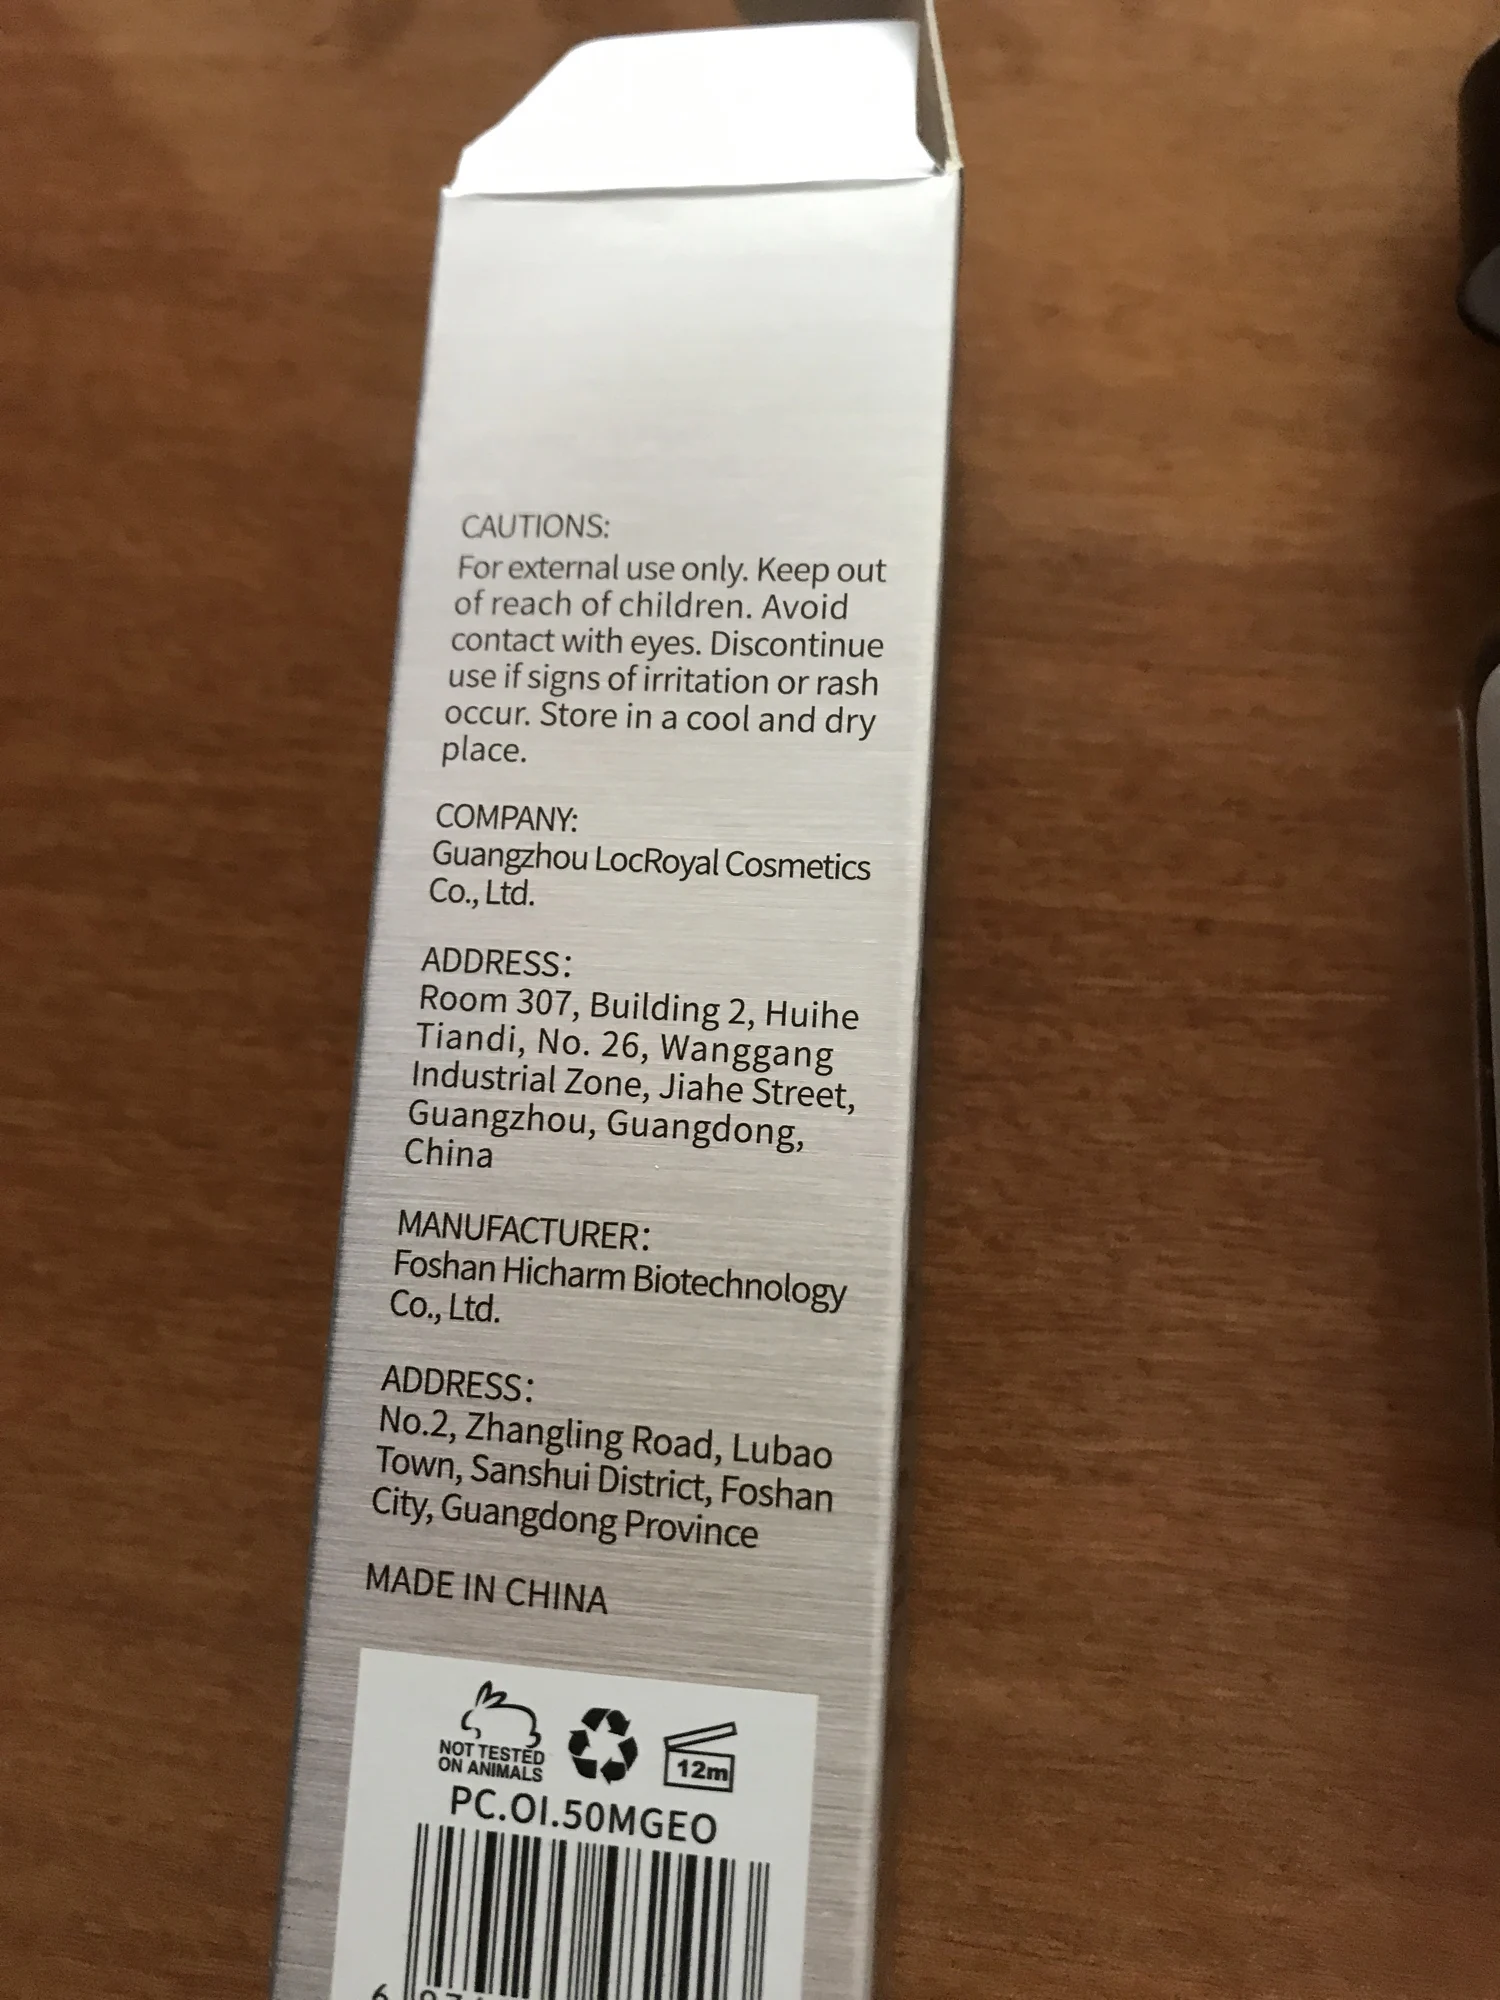 CAUTIONS:
For external use only. Keep out
of reach of children. Avoid
contact with eyes. Discontinue
use if signs of irritation or rash
occur. Store in a cool and dry
place.
COMPANY:
Guangzhou LocRoyal Cosmetics
Co., Ltd.
ADDRESS:
Room 307, Building 2, Huihe
Tiandi, No. 26, Wanggang
Industrial Zone, Jiahe Street,
Guangzhou, Guangdong,
China
MANUFACTURER:
Foshan Hicharm Biotechnology
Co., Ltd.
ADDRESS:
No.2, Zhangling Road, Lubao
Town, Sanshui District, Foshan
City, Guangdong Province
MADE IN CHINA
NOT TESTED
ON ANIMALS
12m
PC.OI.50MGEO